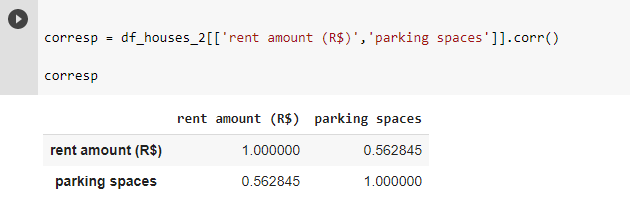 corresp = df_houses_2[['rent amount (R$)','parking spaces']].corr()
corresp
rent amount (R$) parking spaces
rent amount (R$) 1.000000 0.562845
parking spaces 0.562845 1.000000